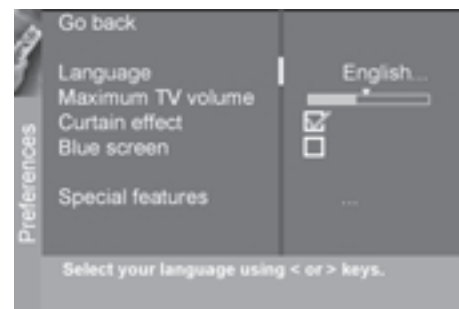 Go back
Language English...
Maximum TV volume
Curtain effect
Blue screen
Special features ...
Preferences
Select your language using < or > keys.